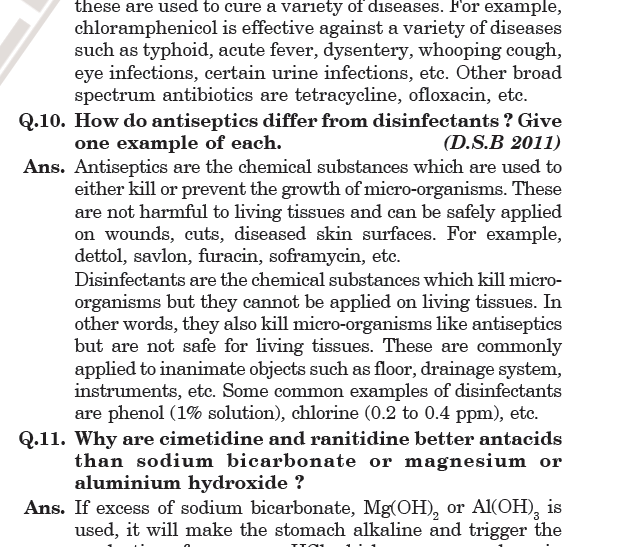 these are used to cure a variety of diseases. For example,
chloramphenicol is effective against a variety of diseases
such as typhoid, acute fever, dysentery, whooping cough,
eye infections, certain urine infections, etc. Other broad
spectrum antibiotics are tetracycline, ofloxacin, etc.
Q.10. How do antiseptics differ from disinfectants ? Give
one example of each. (D.S.B 2011)
Ans. Antiseptics are the chemical substances which are used to
either kill or prevent the growth of micro-organisms. These
are not harmful to living tissues and can be safely applied
on wounds, cuts, diseased skin surfaces. For example,
dettol, savlon, furacin, soframycin, etc.
Disinfectants are the chemical substances which kill micro-
organisms but they cannot be applied on living tissues. In
other words, they also kill micro-organisms like antiseptics
but are not safe for living tissues. These are commonly
applied to inanimate objects such as floor, drainage system,
instruments, etc. Some common examples of disinfectants
are phenol (1% solution), chlorine (0.2 to 0.4 ppm), etc.
Q.11. Why are cimetidine and ranitidine better antacids
than sodium bicarbonate or magnesium or
aluminium hydroxide ?
Ans. If excess of sodium bicarbonate, Mg(OH)₂ or Al(OH)₃ is
used, it will make the stomach alkaline and trigger the